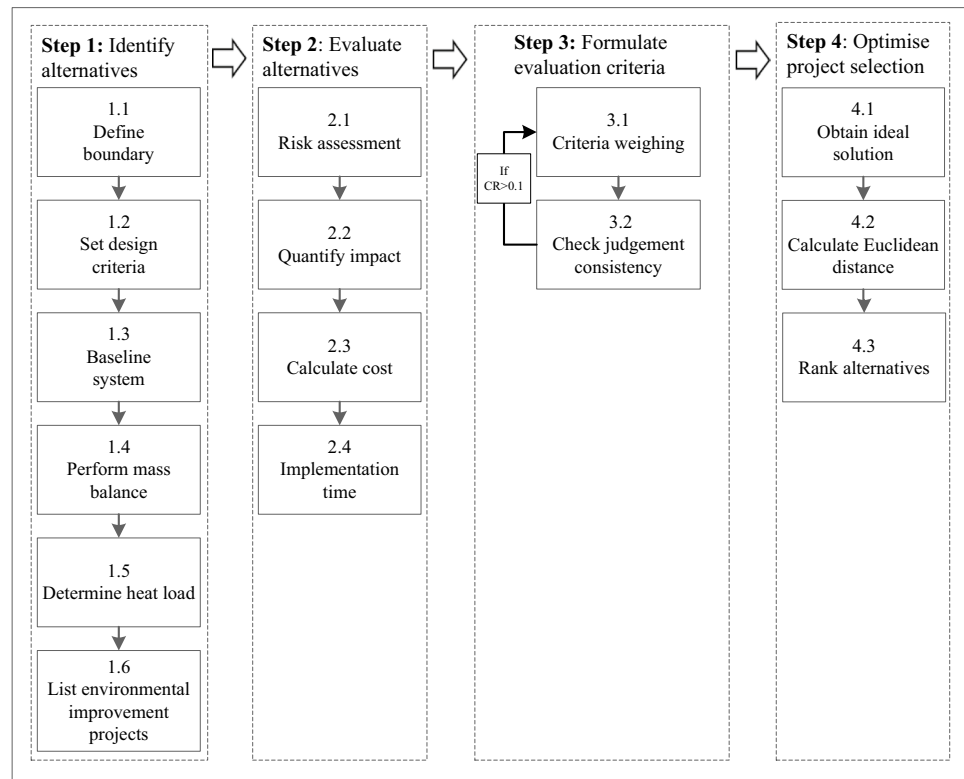 Step 1: Identify
alternatives
1.1
Define
boundary
1.2
Set design
criteria
1.3
Baseline
system
1.4
Perform mass
balance
1.5
Determine heat load
1.6
List environmental
improvement
projects
Step 2: Evaluate
alternatives
2.1
Risk assessment
2.2
Quantify impact
2.3
Calculate cost
2.4
Implementation
time
Step 3: Formulate
evaluation criteria
3.1
Criteria weighing
If
CR>0.1
3.2
Check judgement
consistency
Step 4: Optimise
project selection
4.1
Obtain ideal
solution
4.2
Calculate Euclidean
distance
4.3
Rank alternatives